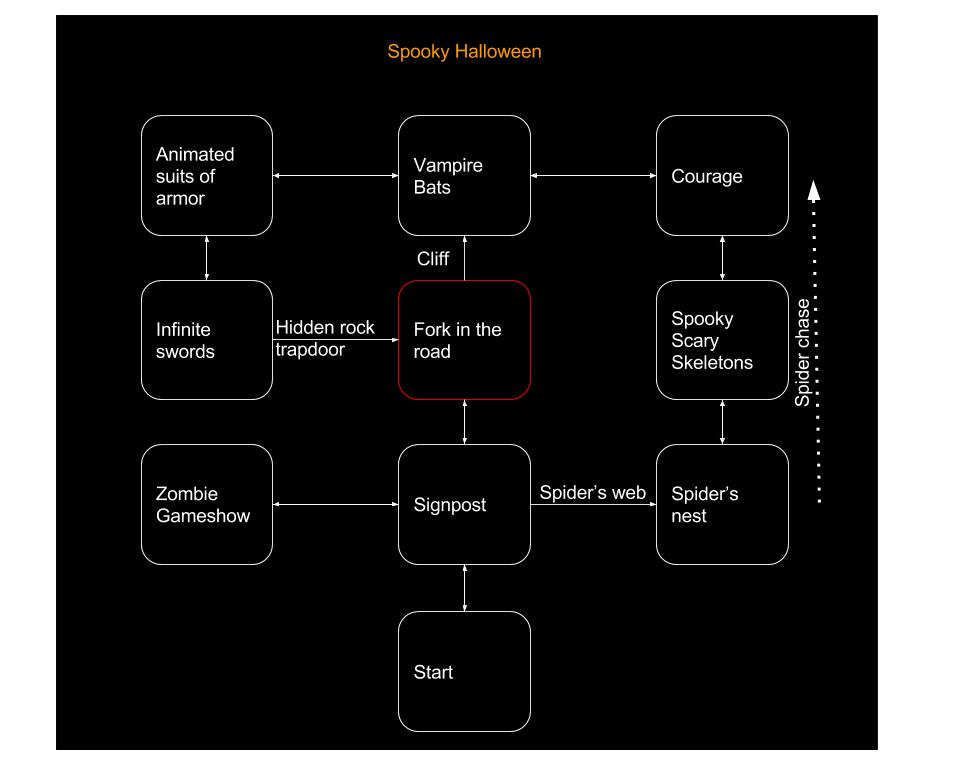 Spooky Halloween
Animated
suits of
armor
Vampire
Bats
Courage
Cliff
Infinite
swords
Hidden rock
trapdoor
Fork in the
road
Spooky
Scary
Skeletons
Spider chase
Zombie
Gameshow
Signpost
Spider's web
Spider's
nest
Start